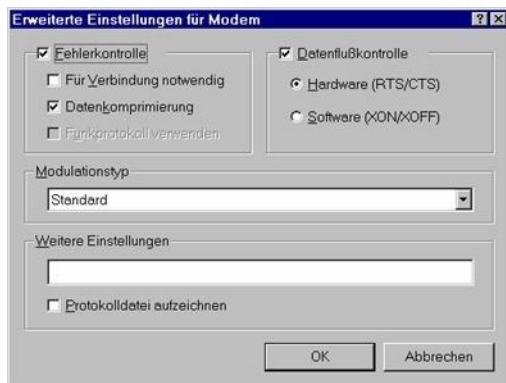 Erweiterte Einstellungen für Modem
Fehlerkontrolle
Für Verbindung notwendig
Datenkomprimierung
Funkprotokoll verwenden
Datenflußkontrolle
Hardware (RTS/CTS)
Software (XON/XOFF)
Modulationstyp
Standard
Weitere Einstellungen
Protokolldatei aufzeichnen
OK
Abbrechen